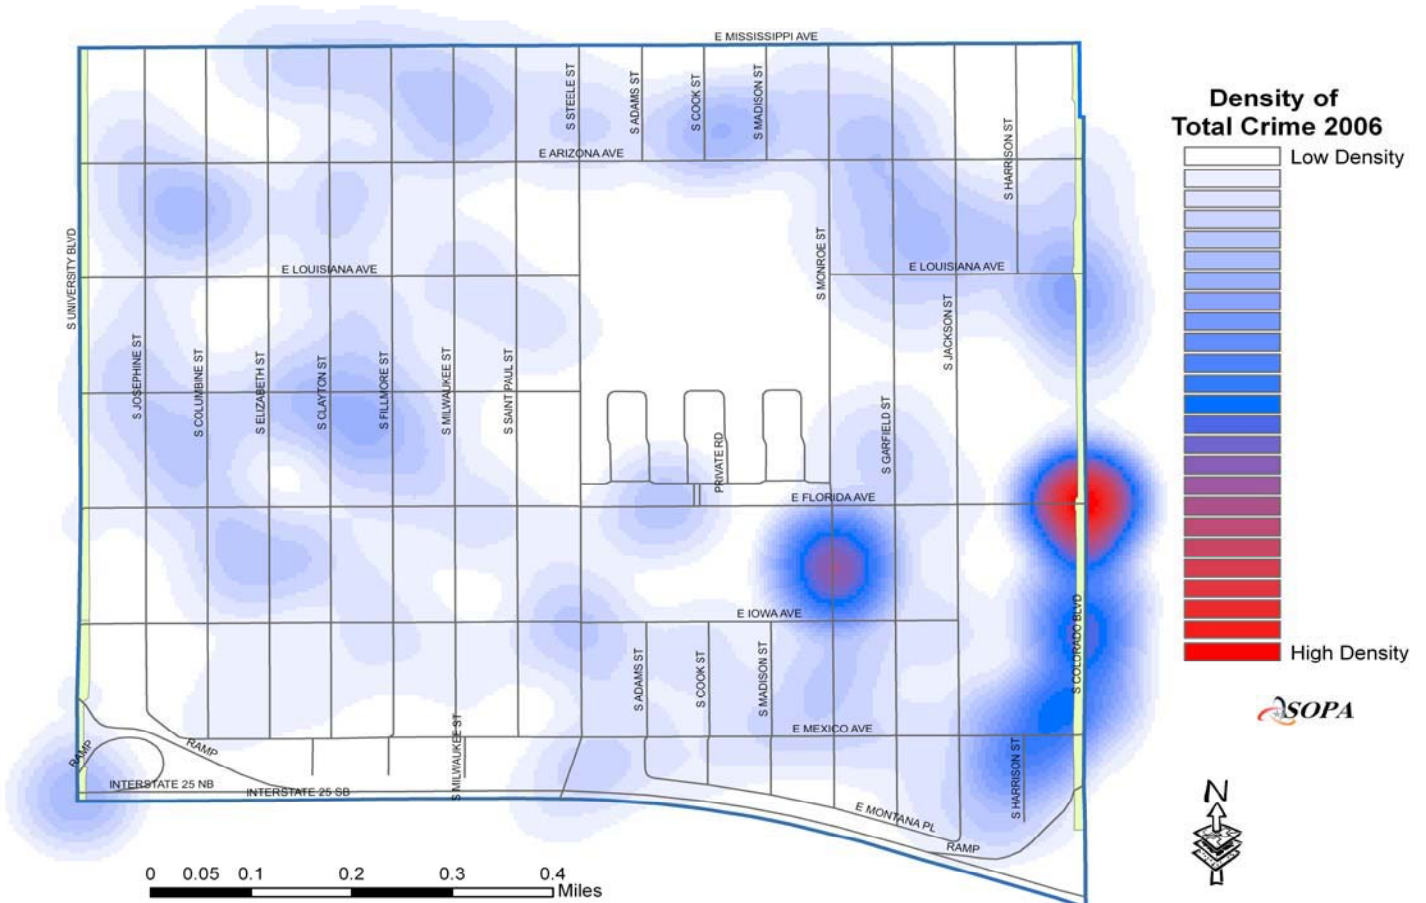 E MISSISSIPPI AVE
Density of
Total Crime 2006
Low Density
High Density
SOPA
S STEELE ST
S ADAMS ST
S COOK ST
S MADISON ST
S HARRISON ST
E ARIZONA AVE
S UNIVERSITY BLVD
S MONROE ST
E LOUISIANA AVE
E LOUISIANA AVE
S JACKSON ST
S JOSEPHINE ST
S COLUMBINE ST
S ELIZABETH ST
S CLAYTON ST
S FILLMORE ST
S MILWAUKEE ST
S SAINT PAUL ST
PRIVATE RD
S GARFIELD ST
E FLORIDA AVE
E IOWA AVE
S COLORADO BLVD
S ADAMS ST
S COOK ST
S MADISON ST
E MEXICO AVE
S MILWAUKEE ST
S HARRISON ST
RAMP
RAMP
INTERSTATE 25 NB
INTERSTATE 25 SB
E MONTANA PL
RAMP
N
0 0.05 0.1 0.2 0.3 0.4
Miles